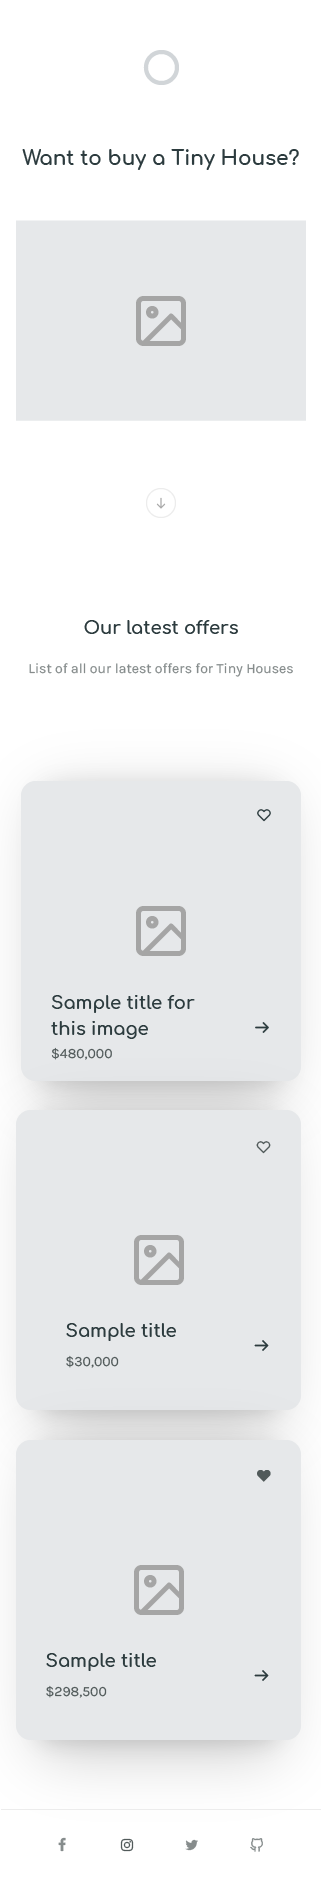 Want to buy a Tiny House?
Our latest offers
List of all our latest offers for Tiny Houses
Sample title for
this image
$480,000
Sample title
$30,000
Sample title
$298,500